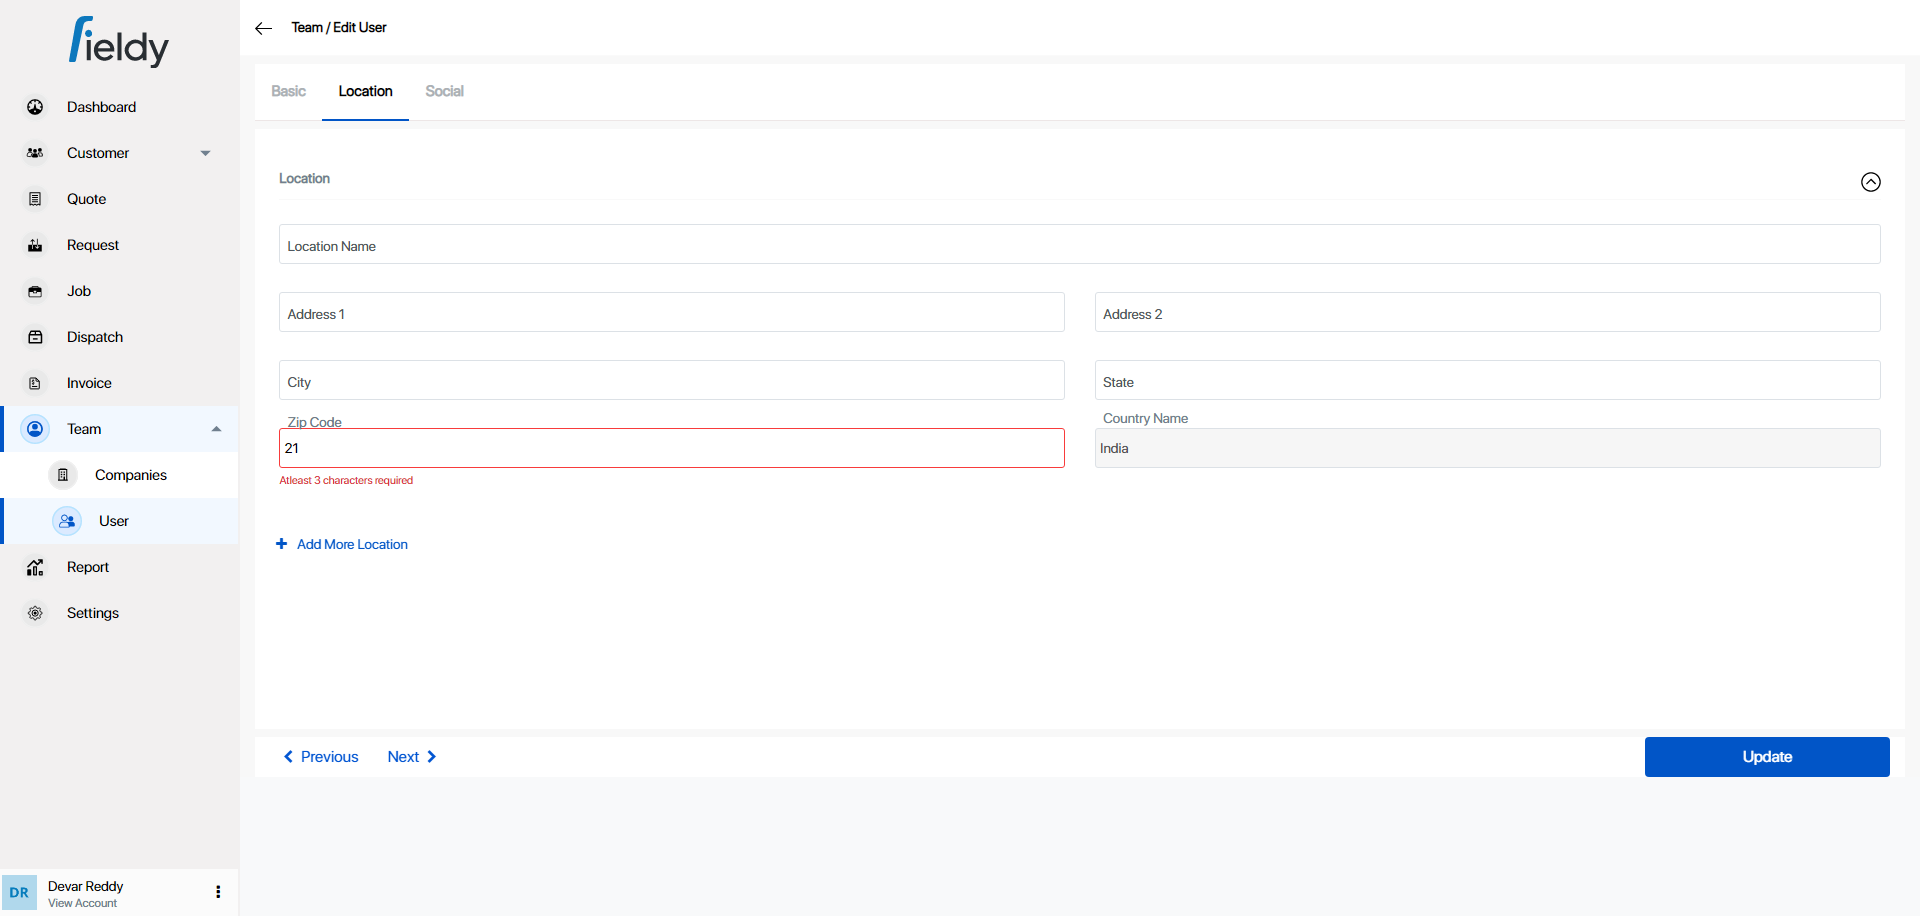 fieldy
Dashboard
Customer
Quote
Request
Job
Dispatch
Invoice
Team
Companies
User
Report
Settings
DR
Devar Reddy
View Account
Team / Edit User
Basic Location Social
Location
Location Name
Address 1 Address 2
City State
Zip Code Country Name
21 India
Atleast 3 characters required
Add More Location
Previous Next Update